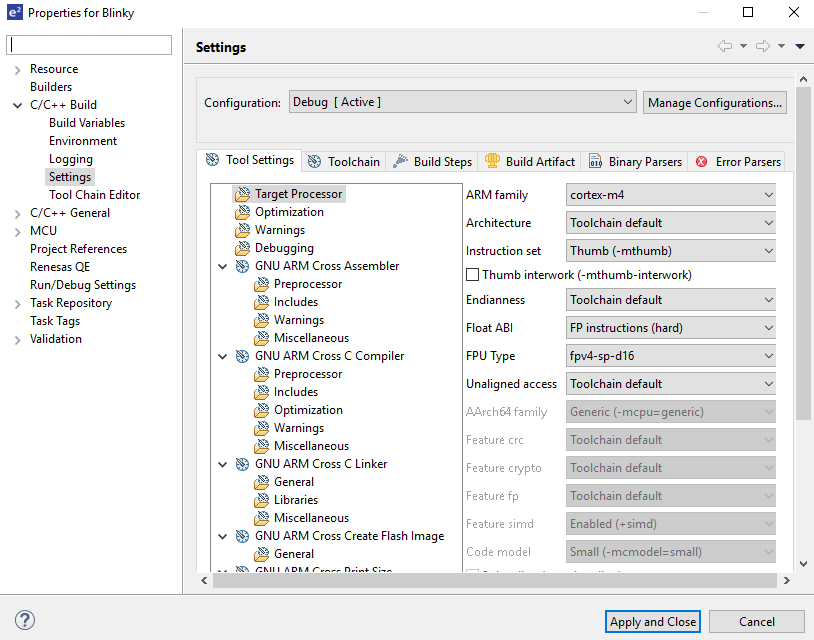 e² Properties for Blinky
Settings
Resource
Builders
C/C++ Build
Build Variables
Environment
Logging
Settings
Tool Chain Editor
C/C++ General
MCU
Project References
Renesas QE
Run/Debug Settings
Task Repository
Task Tags
Validation
Configuration: Debug [ Active ] Manage Configurations...
Tool Settings Toolchain Build Steps Build Artifact Binary Parsers Error Parsers
Target Processor
Optimization
Warnings
Debugging
GNU ARM Cross Assembler
Preprocessor
Includes
Warnings
Miscellaneous
GNU ARM Cross C Compiler
Preprocessor
Includes
Optimization
Warnings
Miscellaneous
GNU ARM Cross C Linker
General
Libraries
Miscellaneous
GNU ARM Cross Create Flash Image
General
GNU ARM Cross Print Size
ARM family cortex-m4
Architecture Toolchain default
Instruction set Thumb (-mthumb)
Thumb interwork (-mthumb-interwork)
Endianness Toolchain default
Float ABI FP instructions (hard)
FPU Type fpv4-sp-d16
Unaligned access Toolchain default
AArch64 family Generic (-mcpu=generic)
Feature crc Toolchain default
Feature crypto Toolchain default
Feature fp Toolchain default
Feature simd Enabled (+simd)
Code model Small (-mcmodel=small)
? Apply and Close Cancel